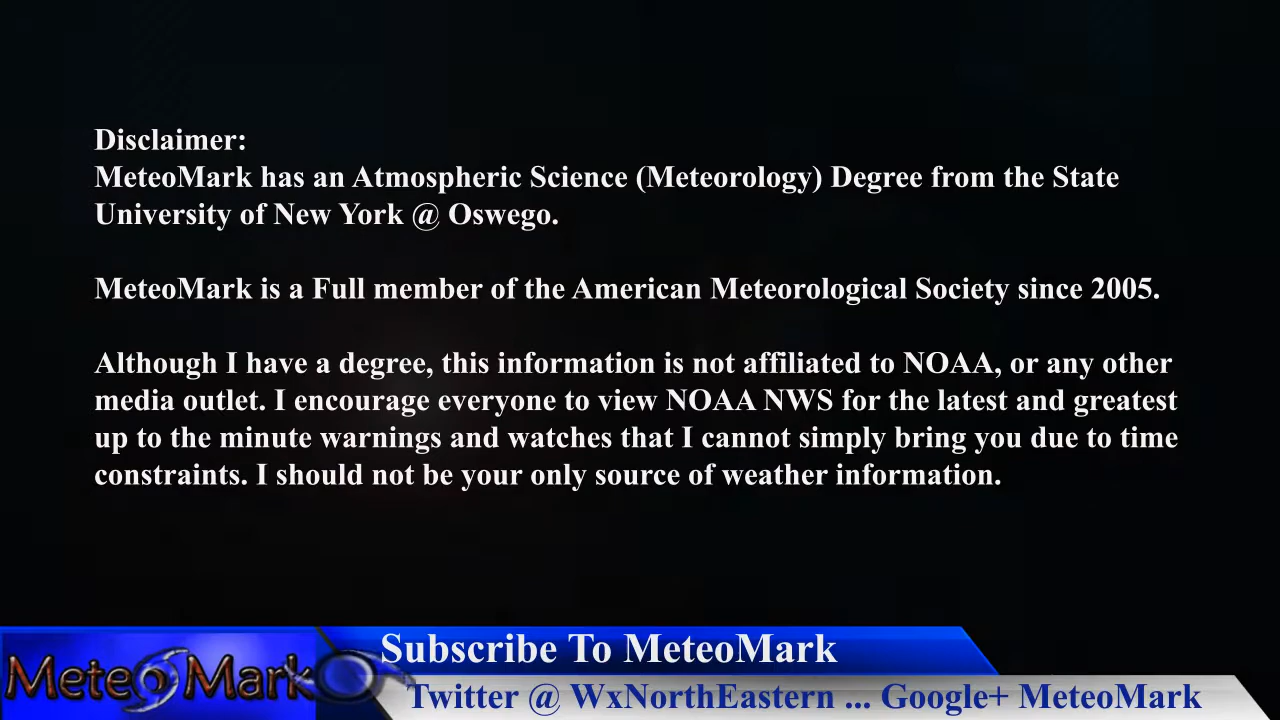 Disclaimer:
MeteoMark has an Atmospheric Science (Meteorology) Degree from the State
University of New York @ Oswego.
MeteoMark is a Full member of the American Meteorological Society since 2005.
Although I have a degree, this information is not affiliated to NOAA, or any other
media outlet. I encourage everyone to view NOAA NWS for the latest and greatest
up to the minute warnings and watches that I cannot simply bring you due to time
constraints. I should not be your only source of weather information.
Subscribe To MeteoMark
MeteoMark
Twitter @ WxNorthEastern ... Google+ MeteoMark